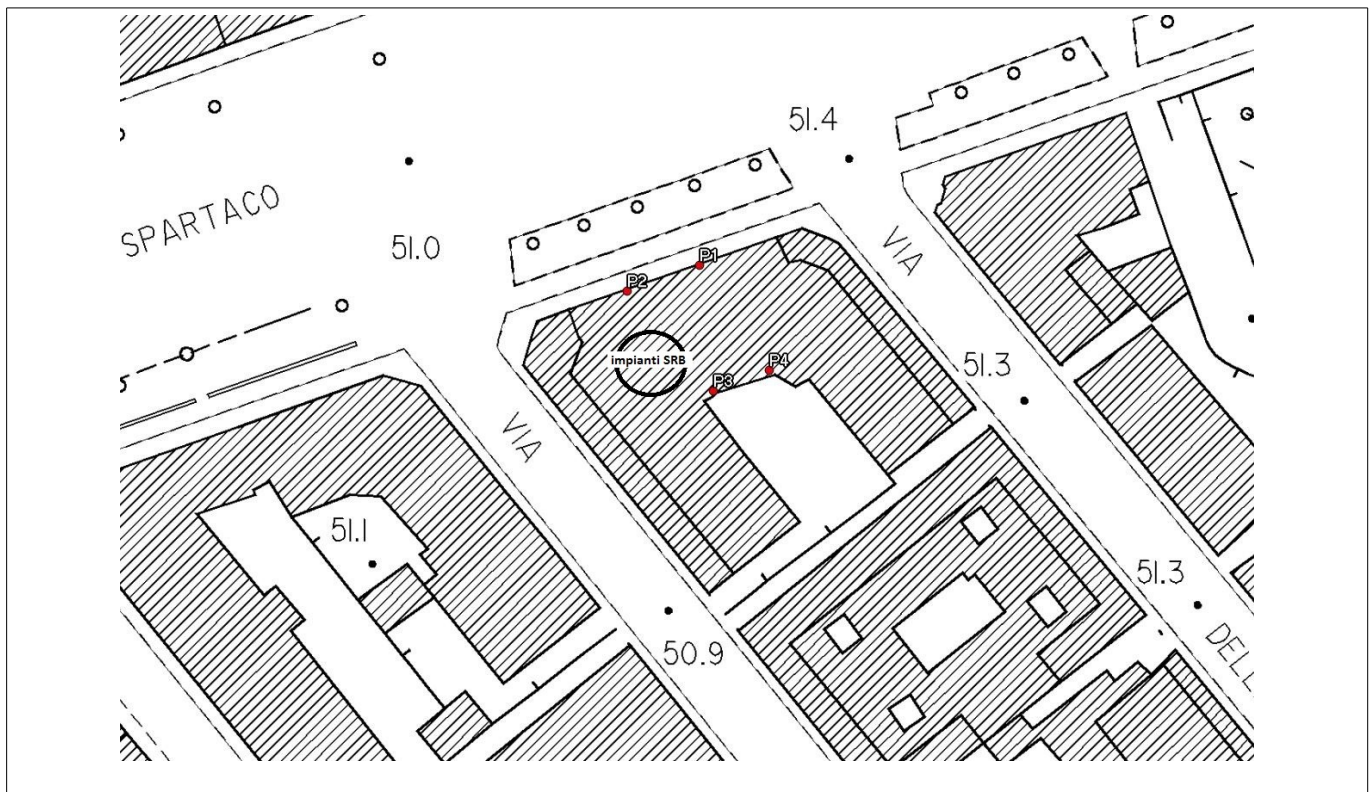 51.4
SPARTACO
51.0
VIA
P1
P2
impianti SRB
P4
P3
51.3
VIA
51.1
51.3
50.9
DELL